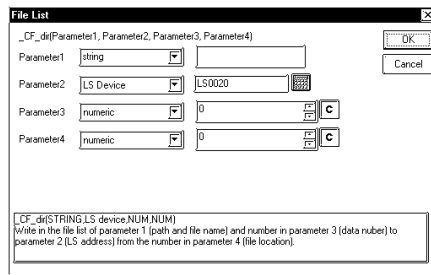 File List
_CF_dir(Parameter1, Parameter2, Parameter3, Parameter4)
OK
Parameter1 string
Cancel
Parameter2 LS Device LS0020
Parameter3 numeric 0 C
Parameter4 numeric 0 C
_CF_dir(STRING,LS device,NUM,NUM)
Write in the file list of parameter 1 (path and file name) and number in parameter 3 (data nuber) to
parameter 2 (LS address) from the number in parameter 4 (file location).